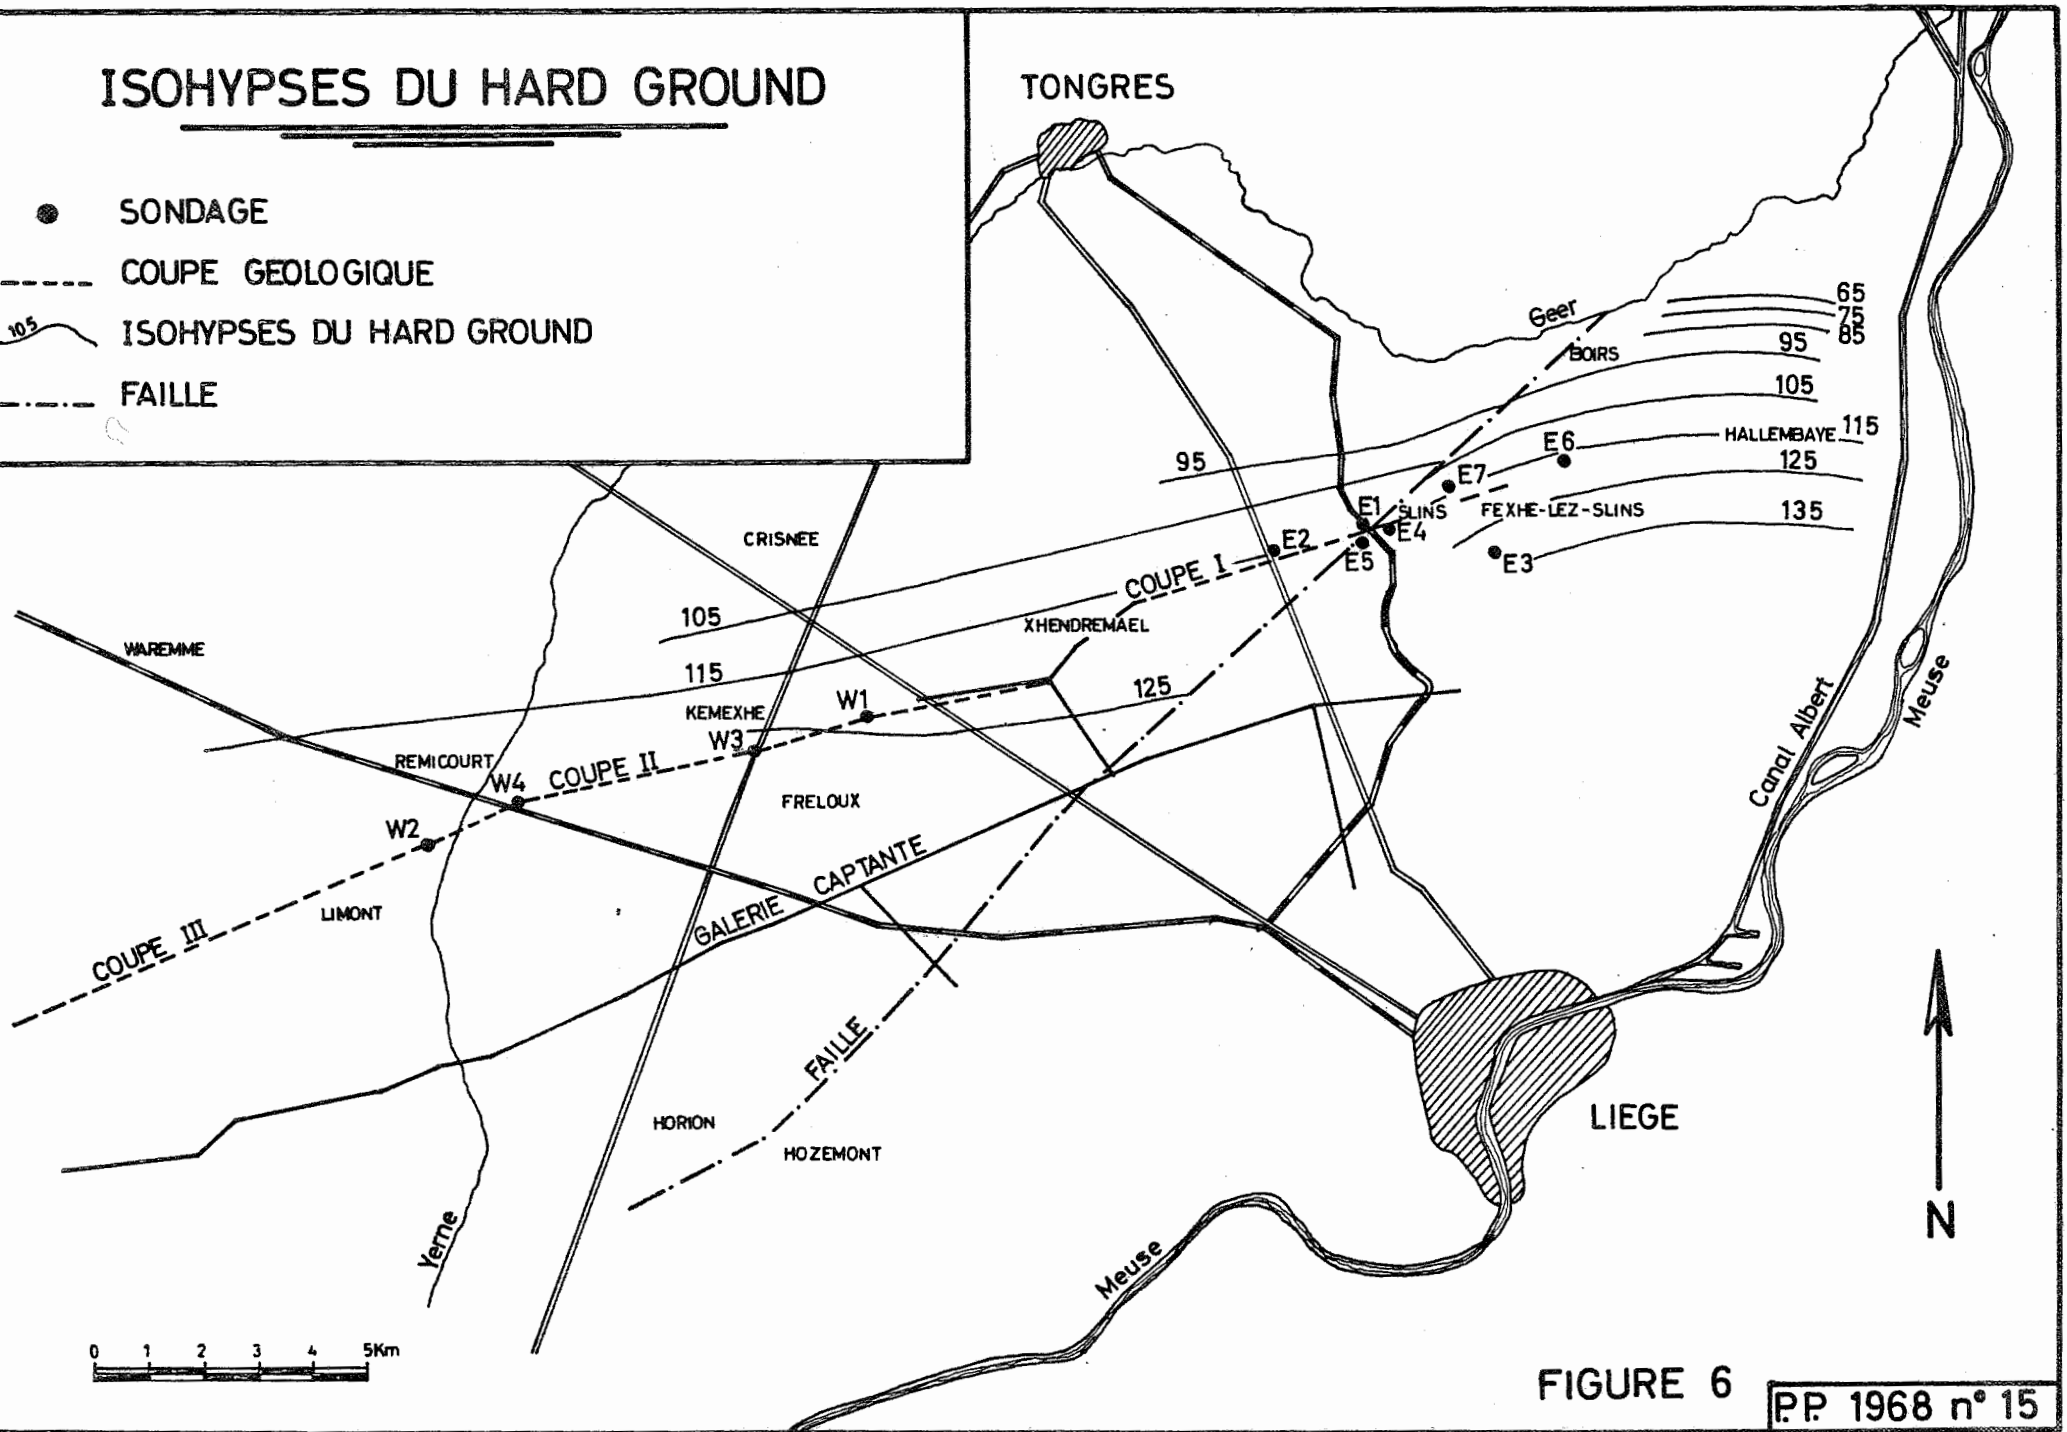 ISOHYPSES DU HARD GROUND
SONDAGE
COUPE GEOLOGIQUE
105
ISOHYPSES DU HARD GROUND
FAILLE
TONGRES
Geer
65
75
85
BOIRS
95
105
HALLEMBAYE 115
E6
125
95
E7
E1
SLINS
FEXHE-LEZ-SLINS
135
E2
E4
E5
E3
CRISNEE
COUPE I
105
XHENDREMAEL
WAREMME
115
125
W1
KEMEXHE
W3
REMICOURT
COUPE II
W4
FRELOUX
W2
Canal Albert
Meuse
GALERIE CAPTANTE
LIMONT
COUPE III
FAILLE
HORION
HOZEMONT
LIEGE
Yerne
Meuse
N
0 1 2 3 4 5Km
FIGURE 6
P.P. 1968 n° 15